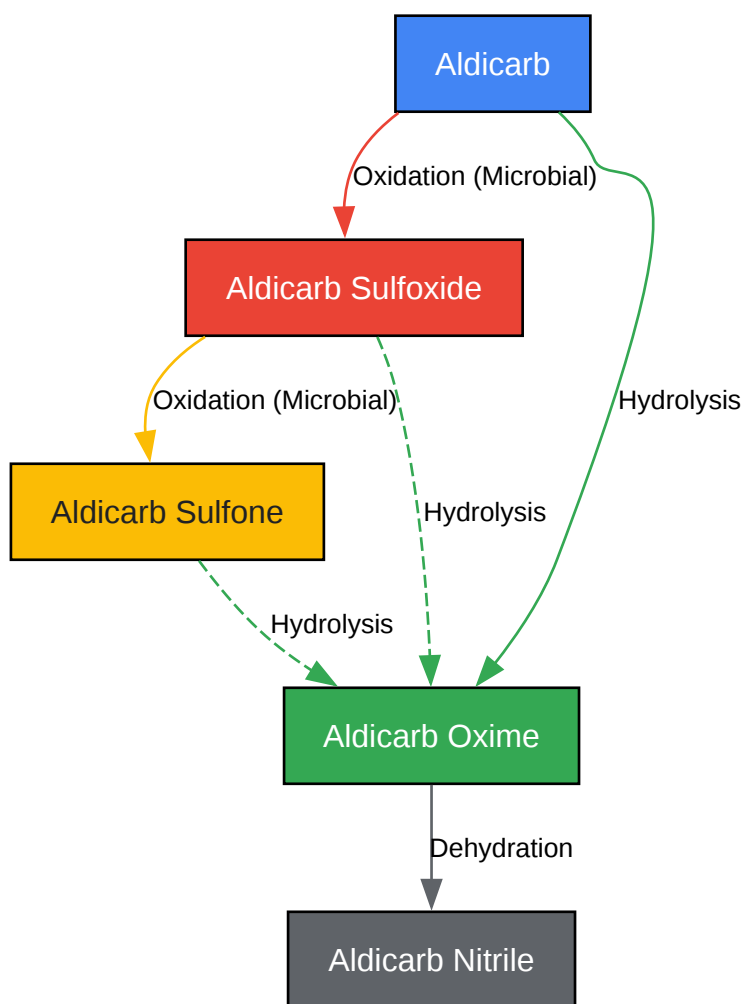 Aldicarb
Oxidation (Microbial)
Aldicarb Sulfoxide
Oxidation (Microbial)
Hydrolysis
Aldicarb Sulfone
Hydrolysis
Hydrolysis
Aldicarb Oxime
Dehydration
Aldicarb Nitrile